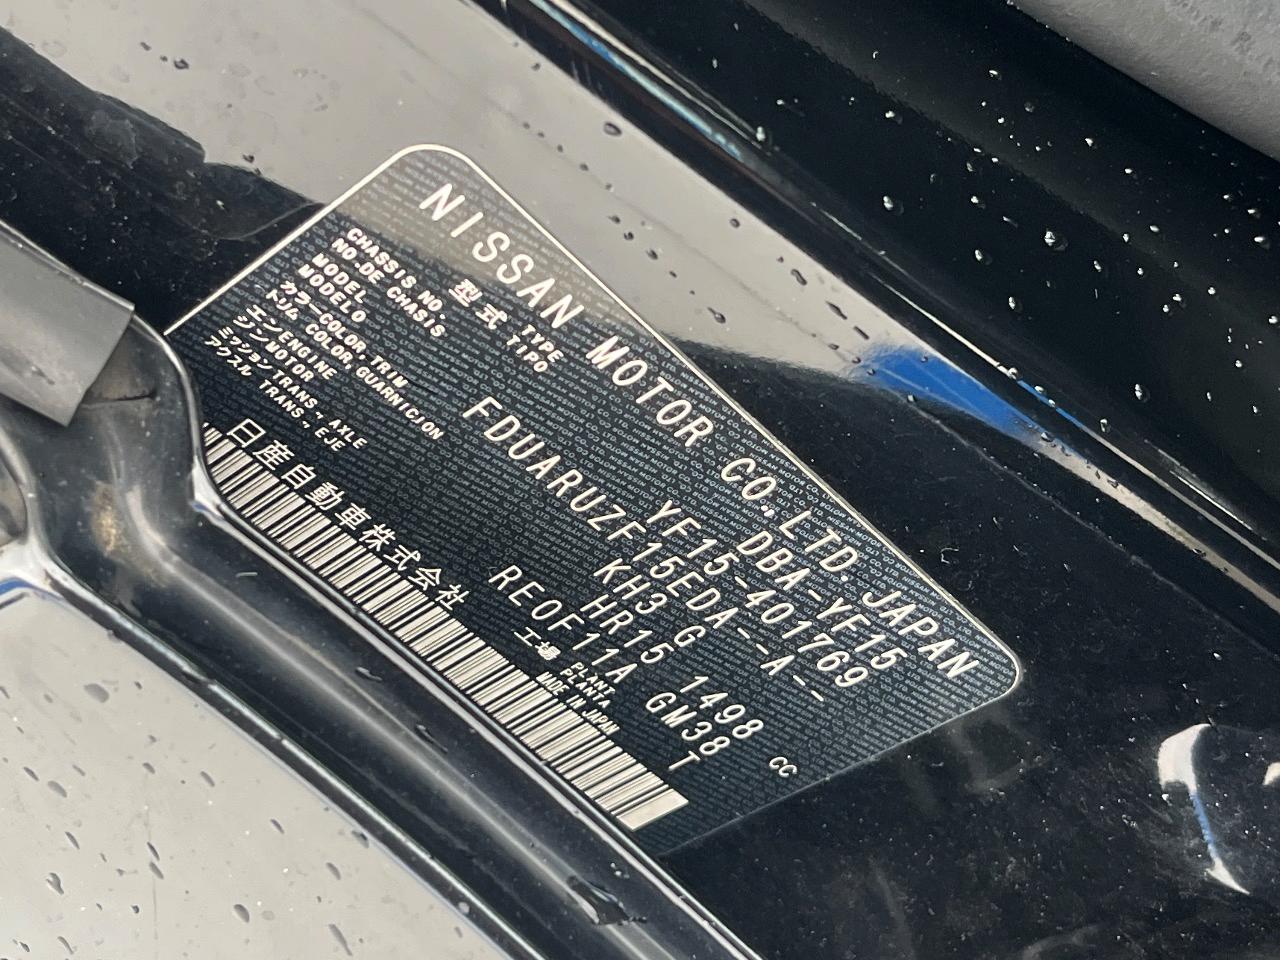 NISSAN MOTOR CO.,LTD. JAPAN
型式 TYPE TIPO DBA-YF15
CHASSIS NO. NO.DE CHASIS YF15-401769
MODEL MODELO FDUARUZF15EDA--A--
カラー COLOR.TRIM
トリム COLOR.GUARNICION KH3 G
エンジン ENGINE MOTOR HR15 1498 CC
ミッション TRANS-AXLE
アクスル TRANS-EJE RE0F11A GM38
工場 PLANT PLANTA T
日産自動車株式会社 MADE IN JAPAN